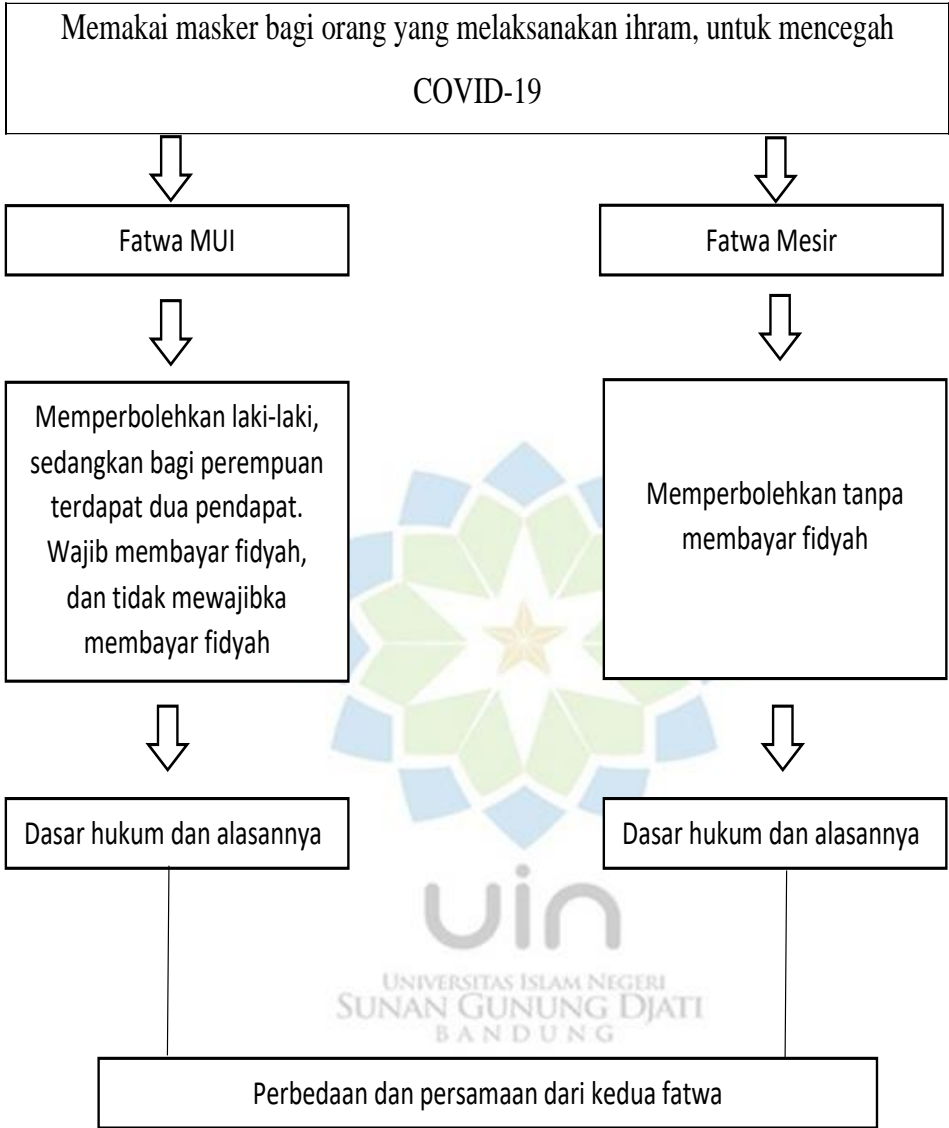 Memakai masker bagi orang yang melaksanakan ihram, untuk mencegah
COVID-19
Fatwa MUI
Fatwa Mesir
Memperbolehkan laki-laki,
sedangkan bagi perempuan
terdapat dua pendapat.
Wajib membayar fidyah,
dan tidak mewajibka
membayar fidyah
Memperbolehkan tanpa
membayar fidyah
Dasar hukum dan alasannya
Dasar hukum dan alasannya
uin
UNIVERSITAS ISLAM NEGERI
SUNAN GUNUNG DJATI
BANDUNG
Perbedaan dan persamaan dari kedua fatwa